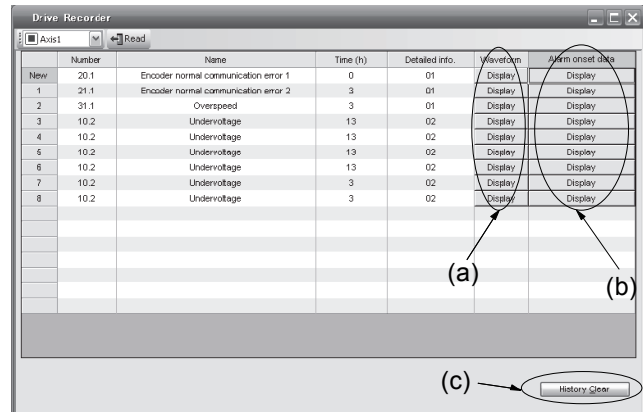 Drive Recorder
Axis1 Read
Number Name Time (h) Detailed info. Waveform Alarm onset data
New 20.1 Encoder normal communication error 1 0 01 Display Display
1 21.1 Encoder normal communication error 2 3 01 Display Display
2 31.1 Overspeed 3 01 Display Display
3 10.2 Undervoltage 13 02 Display Display
4 10.2 Undervoltage 13 02 Display Display
5 10.2 Undervoltage 13 02 Display Display
6 10.2 Undervoltage 13 02 Display Display
7 10.2 Undervoltage 3 02 Display Display
8 10.2 Undervoltage 3 02 Display Display
(a)
(b)
(c) History Clear